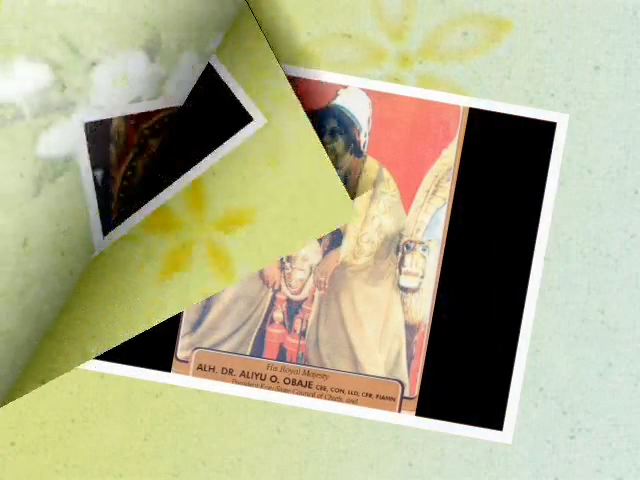 His Royal Majesty
ALH. DR. ALIYU O. OBAJE CBE, CON, LLD, CFR, FIAMN
President Kogi State Council of Chiefs, and